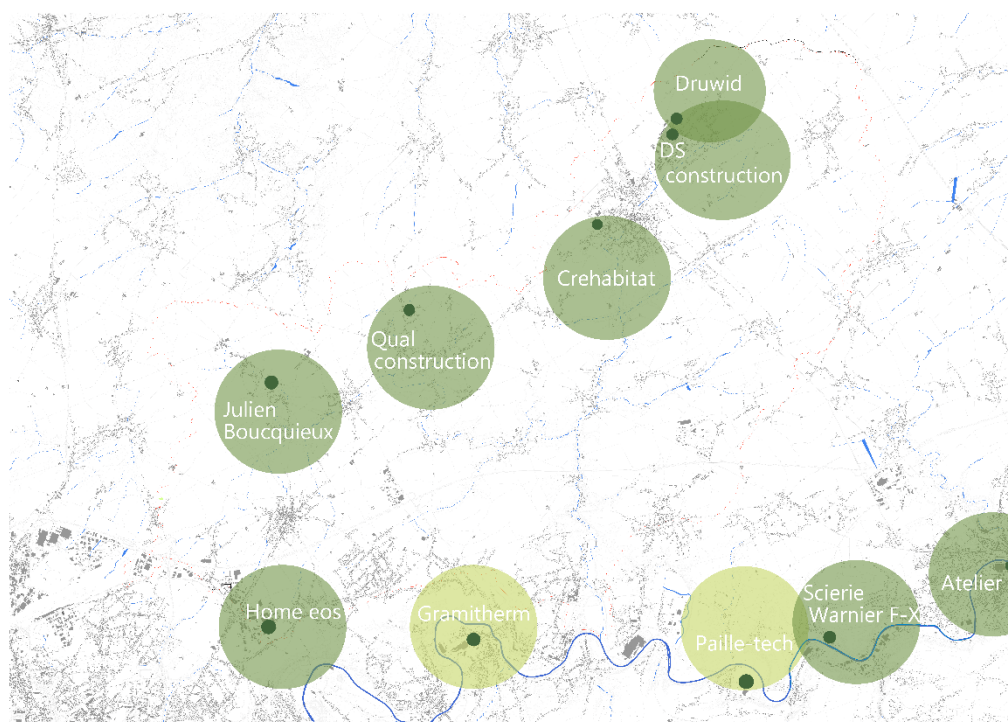 Druwid
DS
construction
Crehabitat
Qual
construction
Julien
Boucquieux
Home eos
Gramitherm
Paille-tech
Scierie
Warnier F-X
Atelier